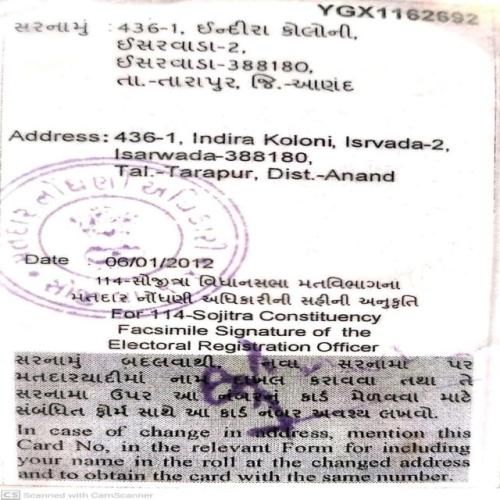 YGX1162692
સરનામું : 436-1, ઈન્દીરા કોલોની,
ઈસરવાડા-2,
ઈસરવાડા-388180,
તા.-તારાપુર, જિ.-આણંદ
Address: 436-1, Indira Koloni, Isrvada-2,
Isarwada-388180,
Tal.-Tarapur, Dist.-Anand
મતદાર નોંધણી અધિકારી
Date : 06/01/2012
114-સોજીત્રા વિધાનસભા મતવિભાગના
મતદાર નોંધણી અધિકારીની સહીની અનુકૃતિ
For 114-Sojitra Constituency
Facsimile Signature of the
Electoral Registration Officer
સરનામું બદલવાથી, નવા સરનામા પર
મતદારયાદીમાં નામ દાખલ કરાવવા તથા તે
સરનામા ઉપર આ નંબરનું કાર્ડ મેળવવા માટે
સંબંધિત ફોર્મ સાથે આ કાર્ડ નંબર અવશ્ય લખવો.
In case of change in address, mention this
Card No, in the relevant Form for including
your name in the roll at the changed address
and to obtain the card with the same number.
CS Scanned with CamScanner